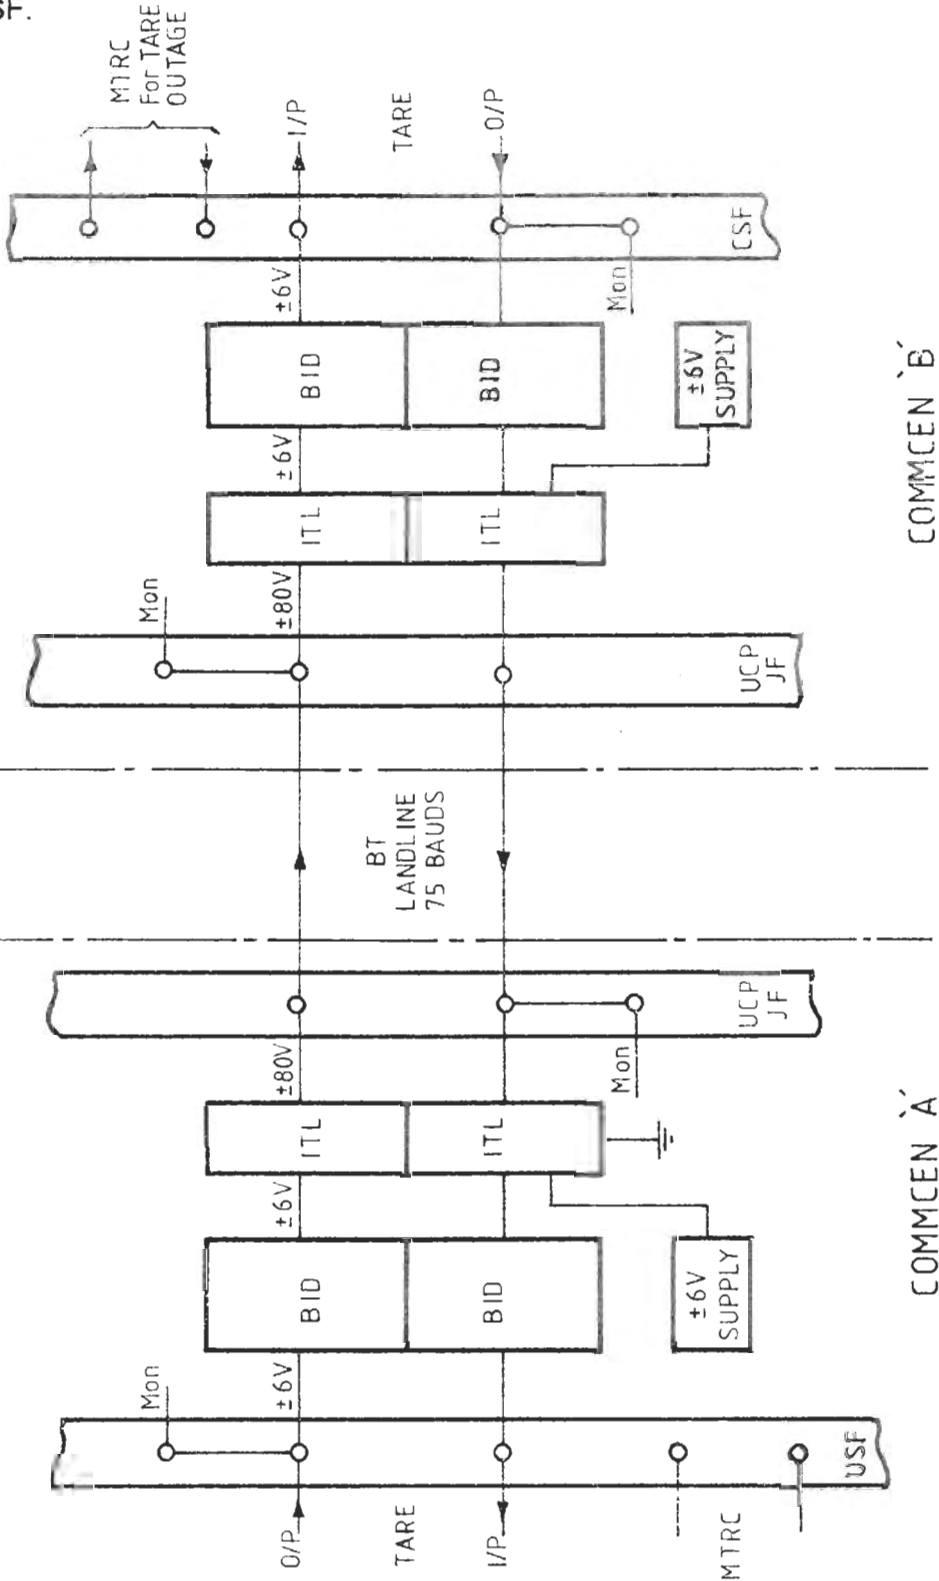 SF.
MTRC
For TARE
OUTAGE
I/P
TARE
O/P
CSF
Mon
±6V
BID
BID
±6V
SUPPLY
±6V
ITL
ITL
Mon
±80V
UCP
JF
COMMCEN `B´
BT
LANDLINE
75 BAUDS
UCP
JF
±80V
Mon
ITL
ITL
±6V
BID
BID
±6V
SUPPLY
Mon
±6V
USF
O/P
TARE
I/P
MTRC
COMMCEN `A´